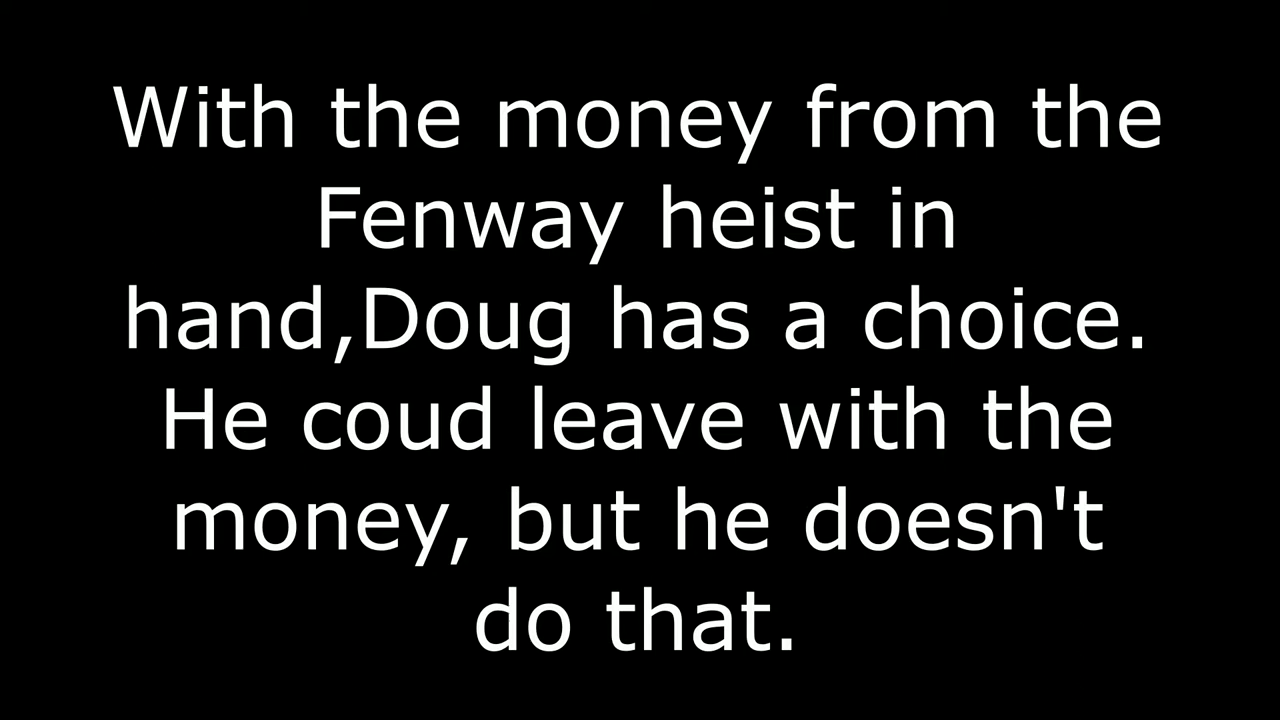 With the money from the
Fenway heist in
hand,Doug has a choice.
He coud leave with the
money, but he doesn't
do that.